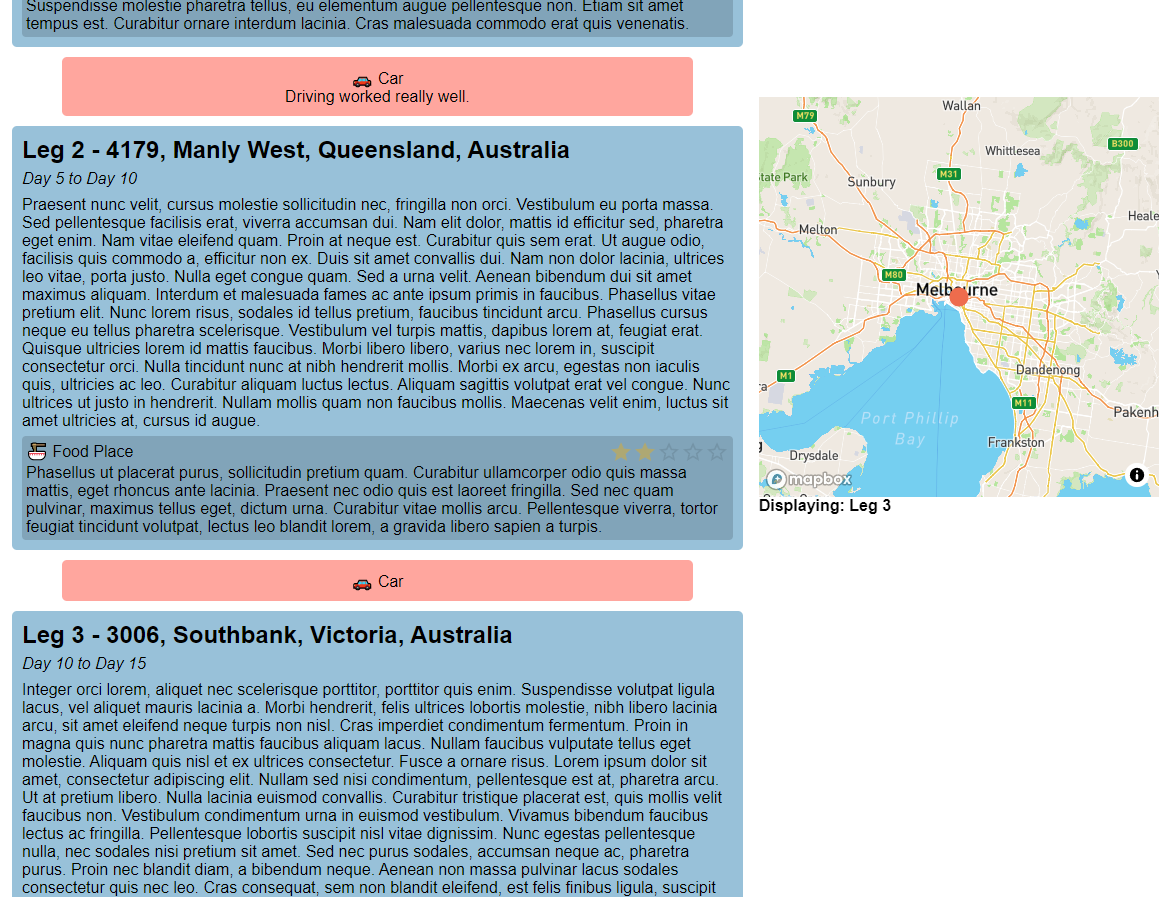 Suspendisse molestie pharetra tellus, eu elementum augue pellentesque non. Etiam sit amet
tempus est. Curabitur ornare interdum lacinia. Cras malesuada commodo erat quis venenatis.
Car
Driving worked really well.
Leg 2 - 4179, Manly West, Queensland, Australia
Day 5 to Day 10
Praesent nunc velit, cursus molestie sollicitudin nec, fringilla non orci. Vestibulum eu porta massa.
Sed pellentesque facilisis erat, viverra accumsan dui. Nam elit dolor, mattis id efficitur sed, pharetra
eget enim. Nam vitae eleifend quam. Proin at neque est. Curabitur quis sem erat. Ut augue odio,
facilisis quis commodo a, efficitur non ex. Duis sit amet convallis dui. Nam non dolor lacinia, ultrices
leo vitae, porta justo. Nulla eget congue quam. Sed a urna velit. Aenean bibendum dui sit amet
maximus aliquam. Interdum et malesuada fames ac ante ipsum primis in faucibus. Phasellus vitae
pretium elit. Nunc lorem risus, sodales id tellus pretium, faucibus tincidunt arcu. Phasellus cursus
neque eu tellus pharetra scelerisque. Vestibulum vel turpis mattis, dapibus lorem at, feugiat erat.
Quisque ultricies lorem id mattis faucibus. Morbi libero libero, varius nec lorem in, suscipit
consectetur orci. Nulla tincidunt nunc at nibh hendrerit mollis. Morbi ex arcu, egestas non iaculis
quis, ultricies ac leo. Curabitur aliquam luctus lectus. Aliquam sagittis volutpat erat vel congue. Nunc
ultrices ut justo in hendrerit. Nullam mollis quam non faucibus mollis. Maecenas velit enim, luctus sit
amet ultricies at, cursus id augue.
Food Place
Phasellus ut placerat purus, sollicitudin pretium quam. Curabitur ullamcorper odio quis massa
mattis, eget rhoncus ante lacinia. Praesent nec odio quis est laoreet fringilla. Sed nec quam
pulvinar, maximus tellus eget, dictum urna. Curabitur vitae mollis arcu. Pellentesque viverra, tortor
feugiat tincidunt volutpat, lectus leo blandit lorem, a gravida libero sapien a turpis.
Car
Leg 3 - 3006, Southbank, Victoria, Australia
Day 10 to Day 15
Integer orci lorem, aliquet nec scelerisque porttitor, porttitor quis enim. Suspendisse volutpat ligula
lacus, vel aliquet mauris lacinia a. Morbi hendrerit, felis ultrices lobortis molestie, nibh libero lacinia
arcu, sit amet eleifend neque turpis non nisl. Cras imperdiet condimentum fermentum. Proin in
magna quis nunc pharetra mattis faucibus aliquam lacus. Nullam faucibus vulputate tellus eget
molestie. Aliquam quis nisl et ex ultrices consectetur. Fusce a ornare risus. Lorem ipsum dolor sit
amet, consectetur adipiscing elit. Nullam sed nisi condimentum, pellentesque est at, pharetra arcu.
Ut at pretium libero. Nulla lacinia euismod convallis. Curabitur tristique placerat est, quis mollis velit
faucibus non. Vestibulum condimentum urna in euismod vestibulum. Vivamus bibendum faucibus
lectus ac fringilla. Pellentesque lobortis suscipit nisl vitae dignissim. Nunc egestas pellentesque
nulla, nec sodales nisi pretium sit amet. Sed nec purus sodales, accumsan neque ac, pharetra
purus. Proin nec blandit diam, a bibendum neque. Aenean non massa pulvinar lacus sodales
consectetur quis nec leo. Cras consequat, sem non blandit eleifend, est felis finibus ligula, suscipit
Wallan
M79
B300
Whittlesea
tate Park
M31
Sunbury
Heale
Melton
M80
Melbourne
M1
Dandenong
ra
M11
Pakenh
Port Phillip
Bay
Frankston
g
Drysdale
mapbox
Displaying: Leg 3